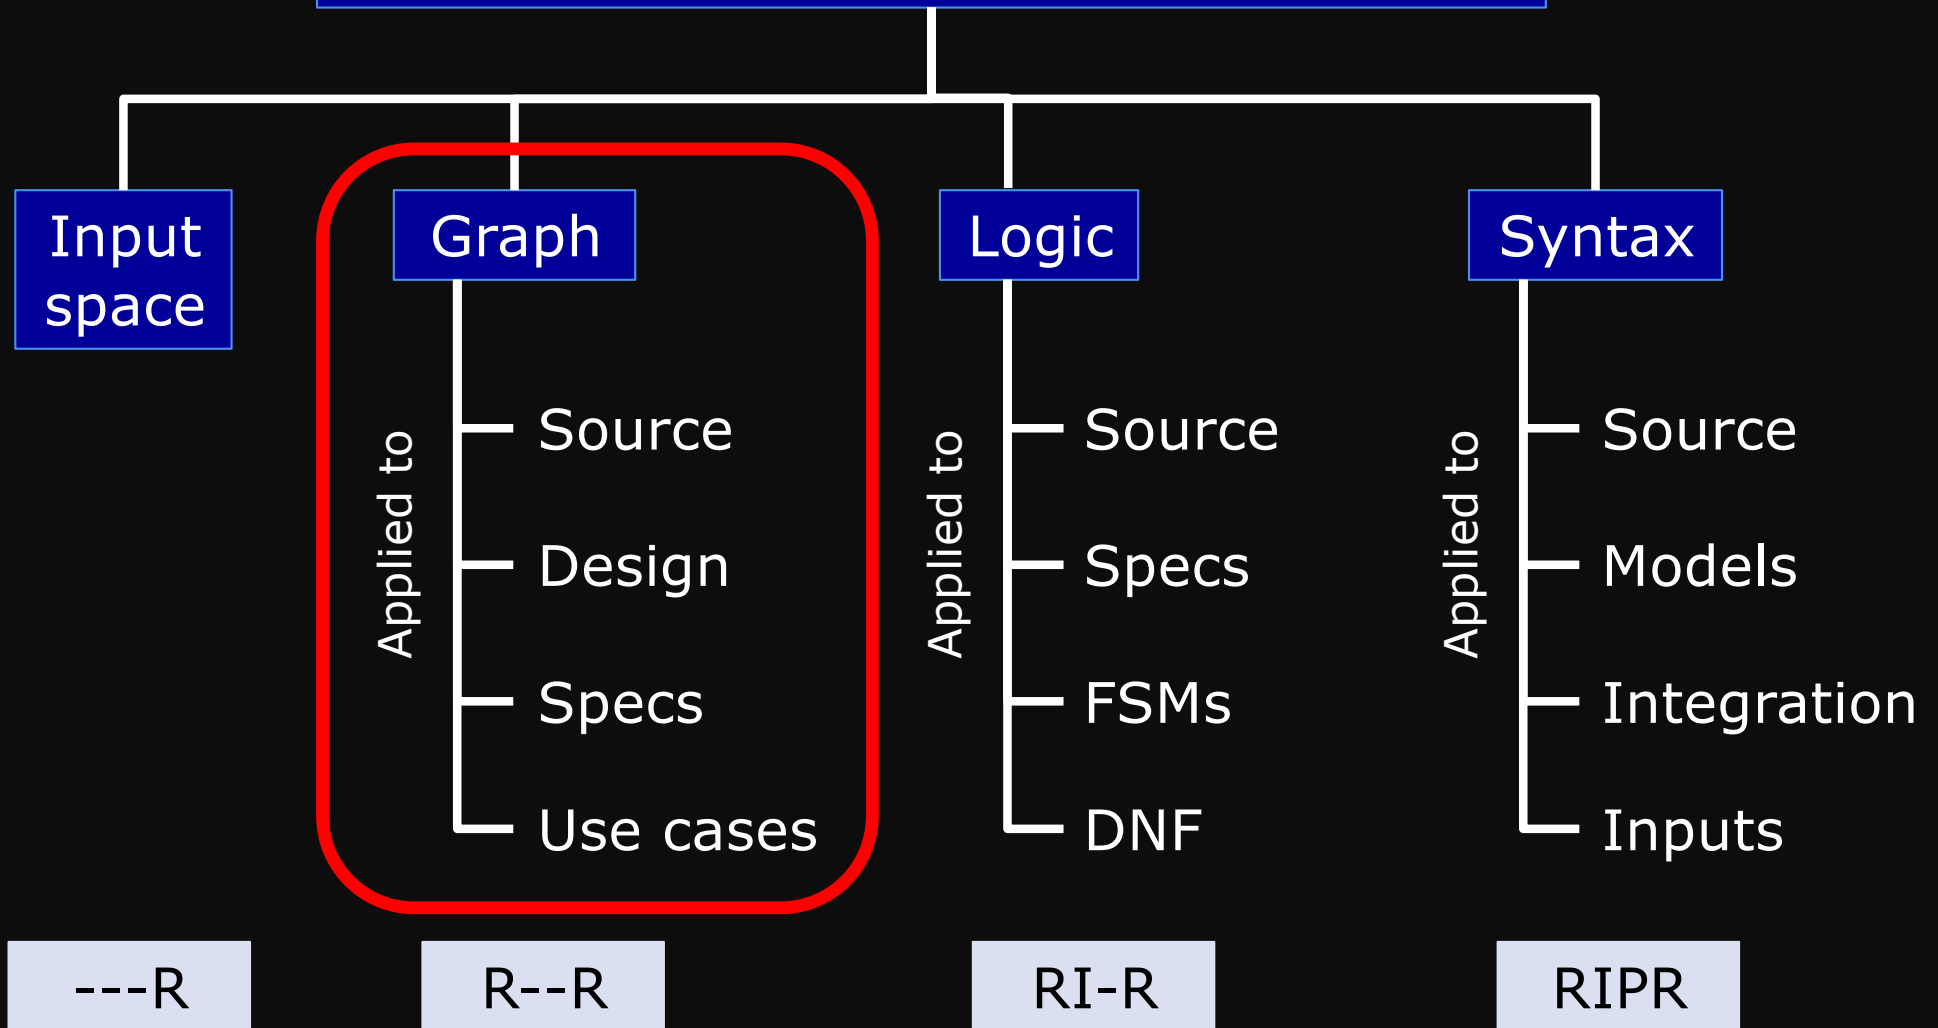 Input
space
Graph
Logic
Syntax
Applied to
Source
Design
Specs
Use cases
Applied to
Source
Specs
FSMs
DNF
Applied to
Source
Models
Integration
Inputs
---R
R--R
RI-R
RIPR